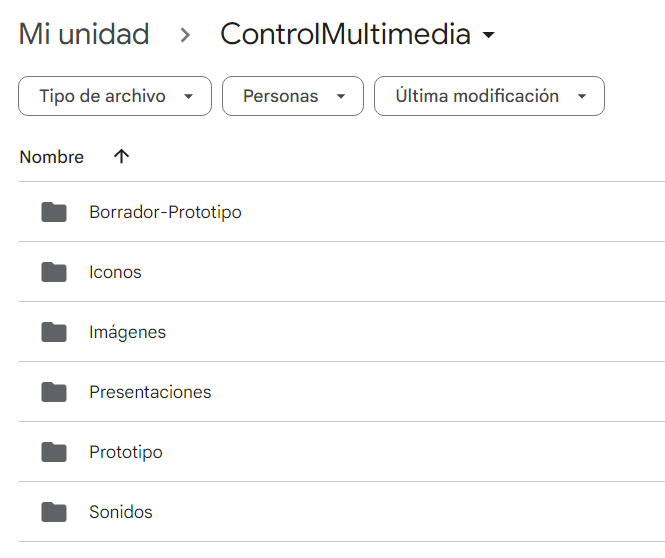 Mi unidad > ControlMultimedia
Tipo de archivo Personas Última modificación
Nombre
Borrador-Prototipo
Iconos
Imágenes
Presentaciones
Prototipo
Sonidos